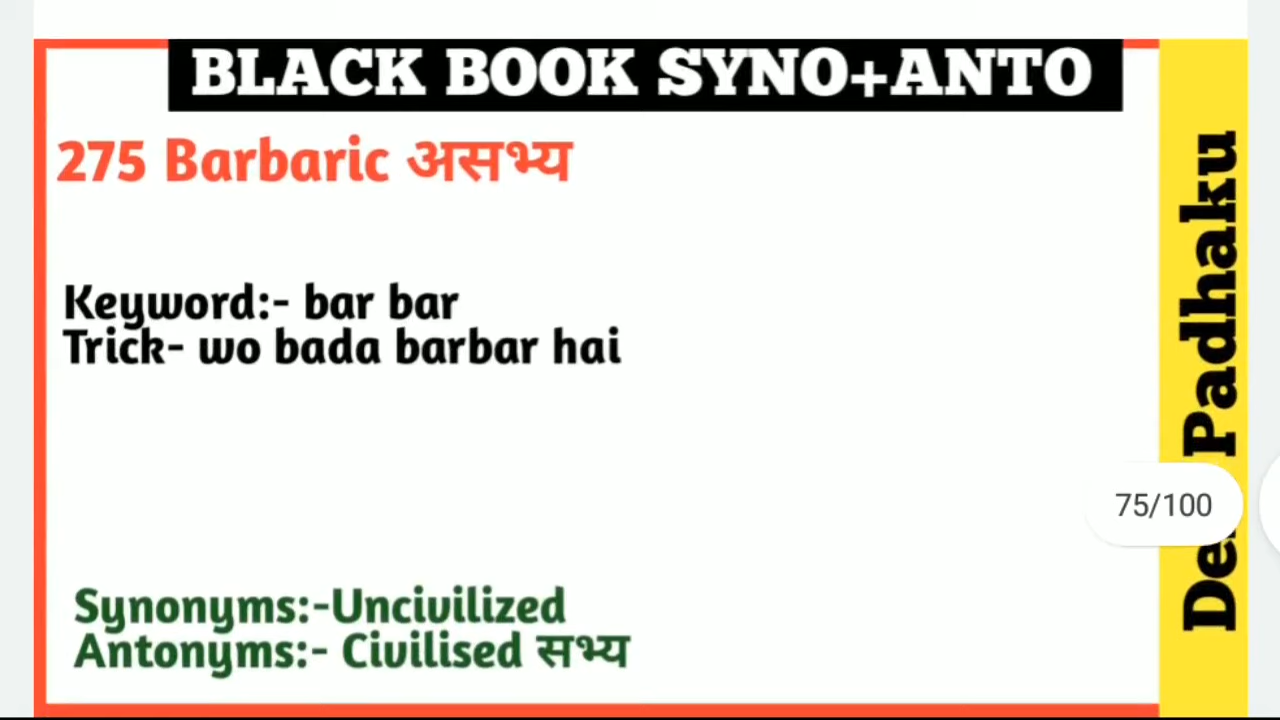 BLACK BOOK SYNO+ANTO
275 Barbaric असभ्य
Keyword:- bar bar
Trick- wo bada barbar hai
Synonyms:-Uncivilized
Antonyms:- Civilised सभ्य
Padhaku
75/100